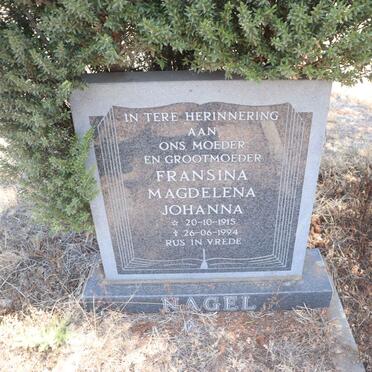 IN TERE HERINNERING
AAN
ONS MOEDER
EN GROOTMOEDER
FRANSINA
MAGDELENA
JOHANNA
☆ 20-10-1915
✝ 26-06-1994
RUS IN VREDE
NAGEL